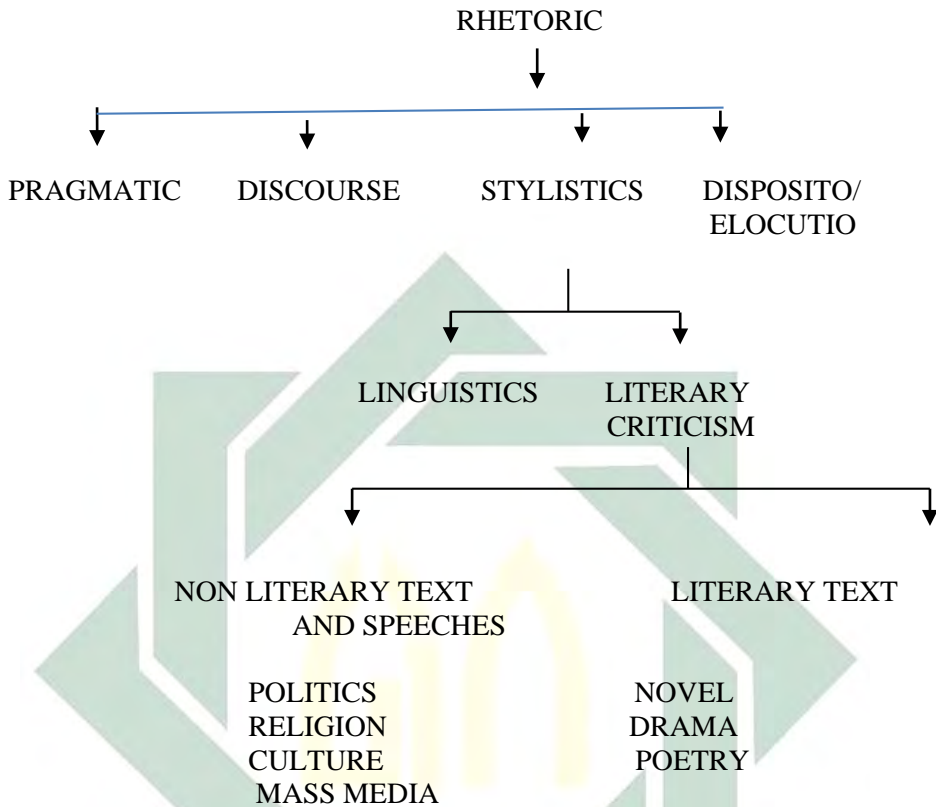 RHETORIC
PRAGMATIC DISCOURSE STYLISTICS DISPOSITO/
ELOCUTIO
LINGUISTICS LITERARY
CRITICISM
NON LITERARY TEXT LITERARY TEXT
AND SPEECHES
POLITICS NOVEL
RELIGION DRAMA
CULTURE POETRY
MASS MEDIA